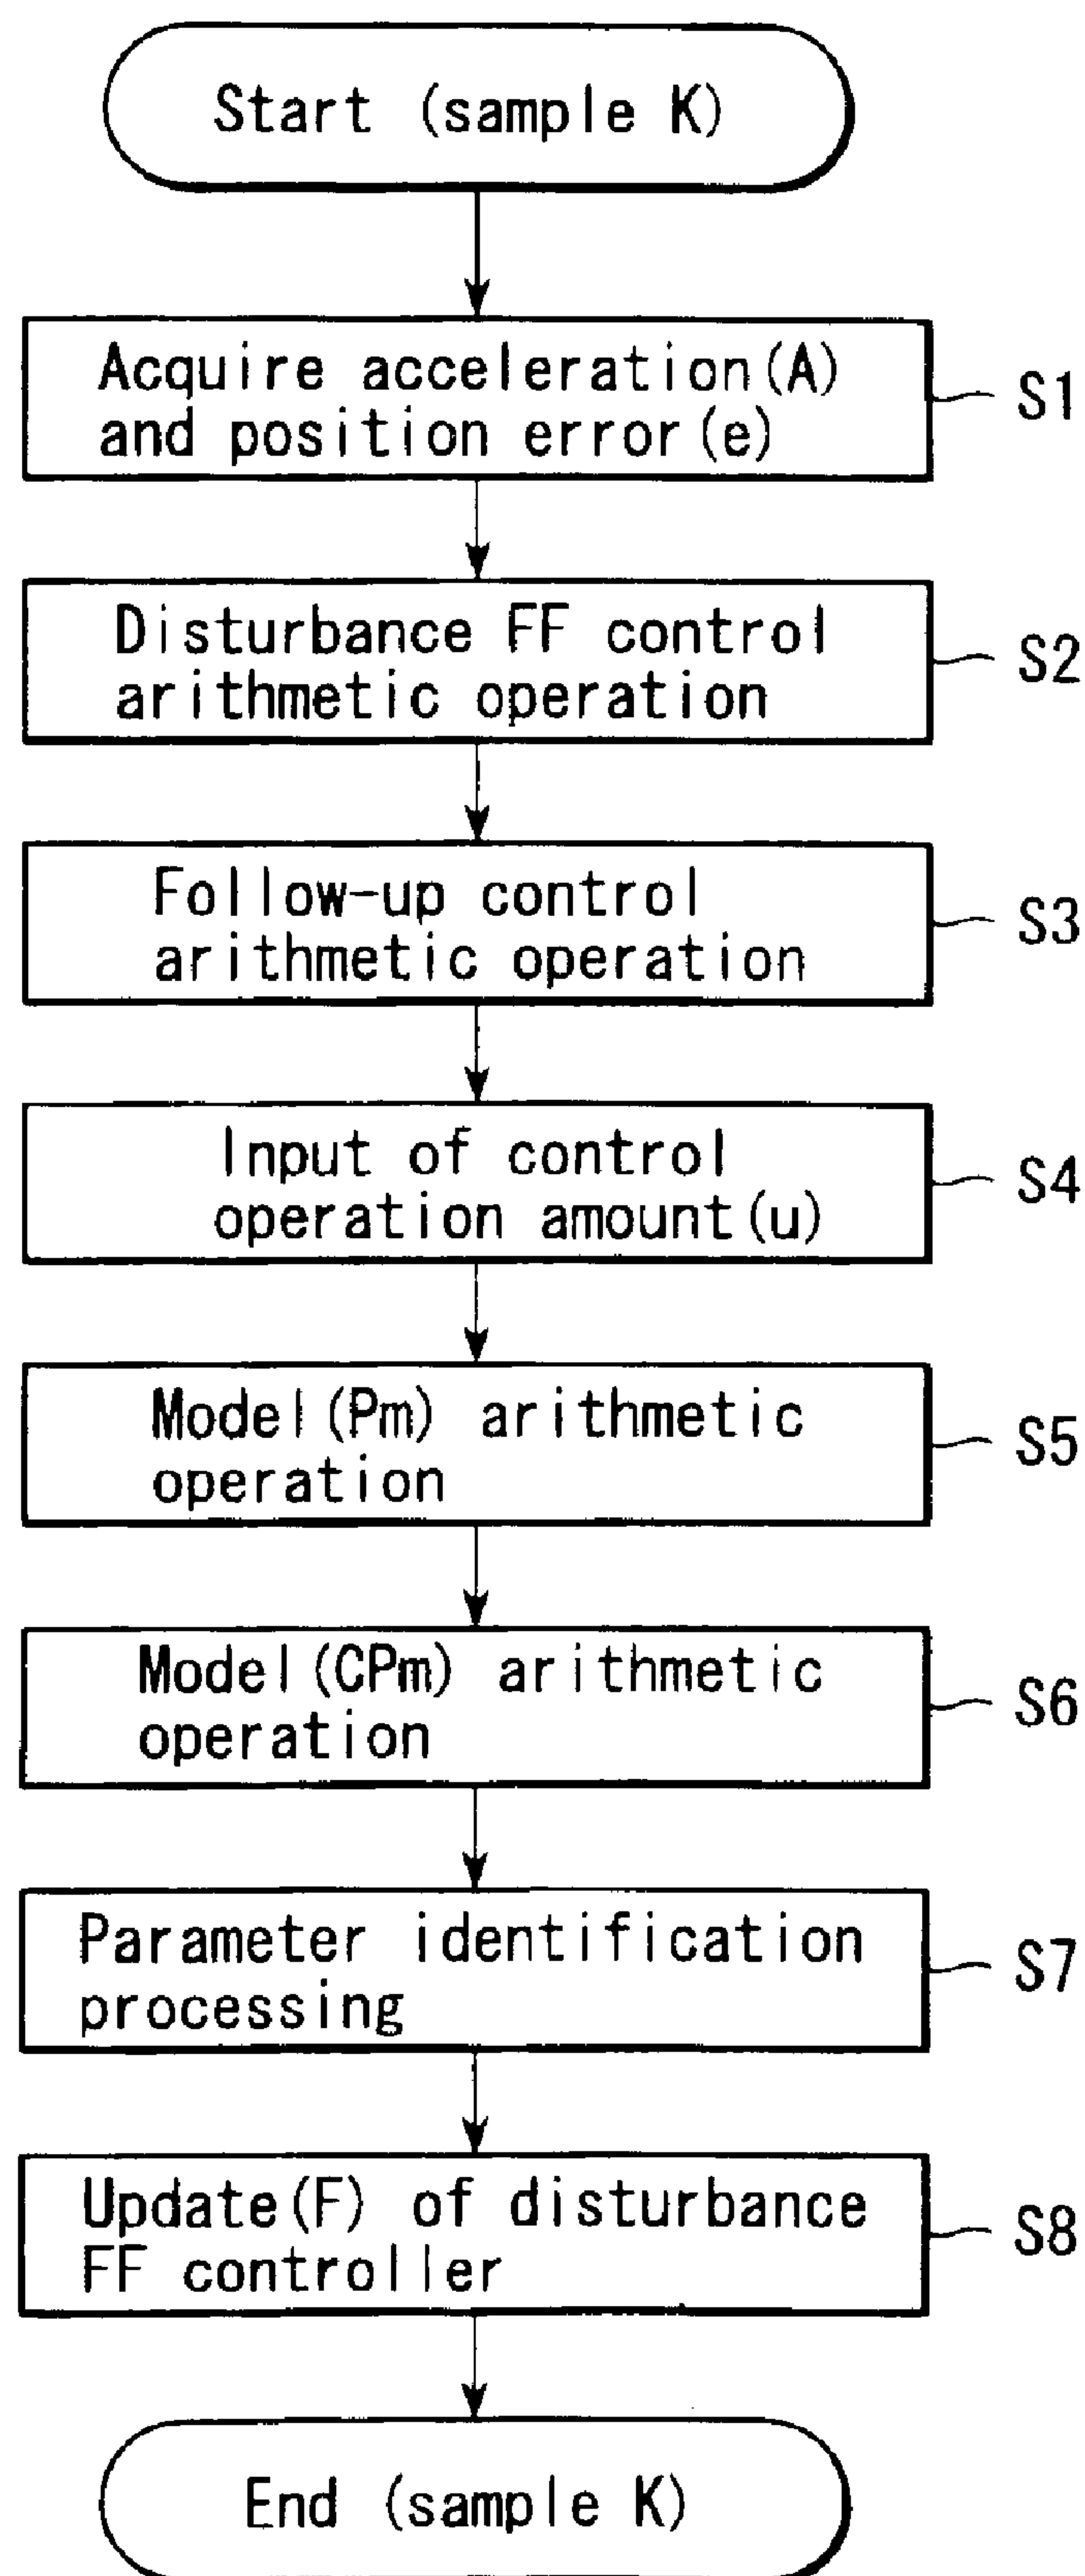 Start (sample K)
Acquire acceleration(A)
and position error(e)
S1
Disturbance FF control
arithmetic operation
S2
Follow-up control
arithmetic operation
S3
Input of control
operation amount(u)
S4
Model(Pm) arithmetic
operation
S5
Model(CPm) arithmetic
operation
S6
Parameter identification
processing
S7
Update(F) of disturbance
FF controller
S8
End (sample K)